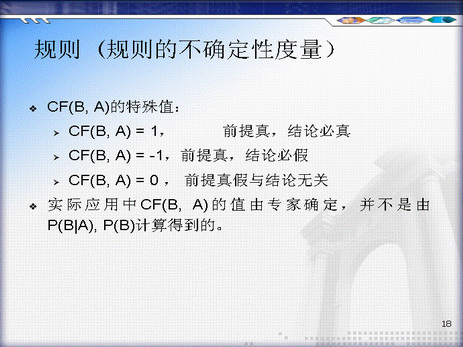 规则（规则的不确定性度量）
❖ CF(B, A)的特殊值：
➢ CF(B, A) = 1， 前提真，结论必真
➢ CF(B, A) = -1，前提真，结论必假
➢ CF(B, A) = 0 ， 前提真假与结论无关
❖ 实际应用中CF(B, A)的值由专家确定，并不是由
P(B|A), P(B)计算得到的。
18